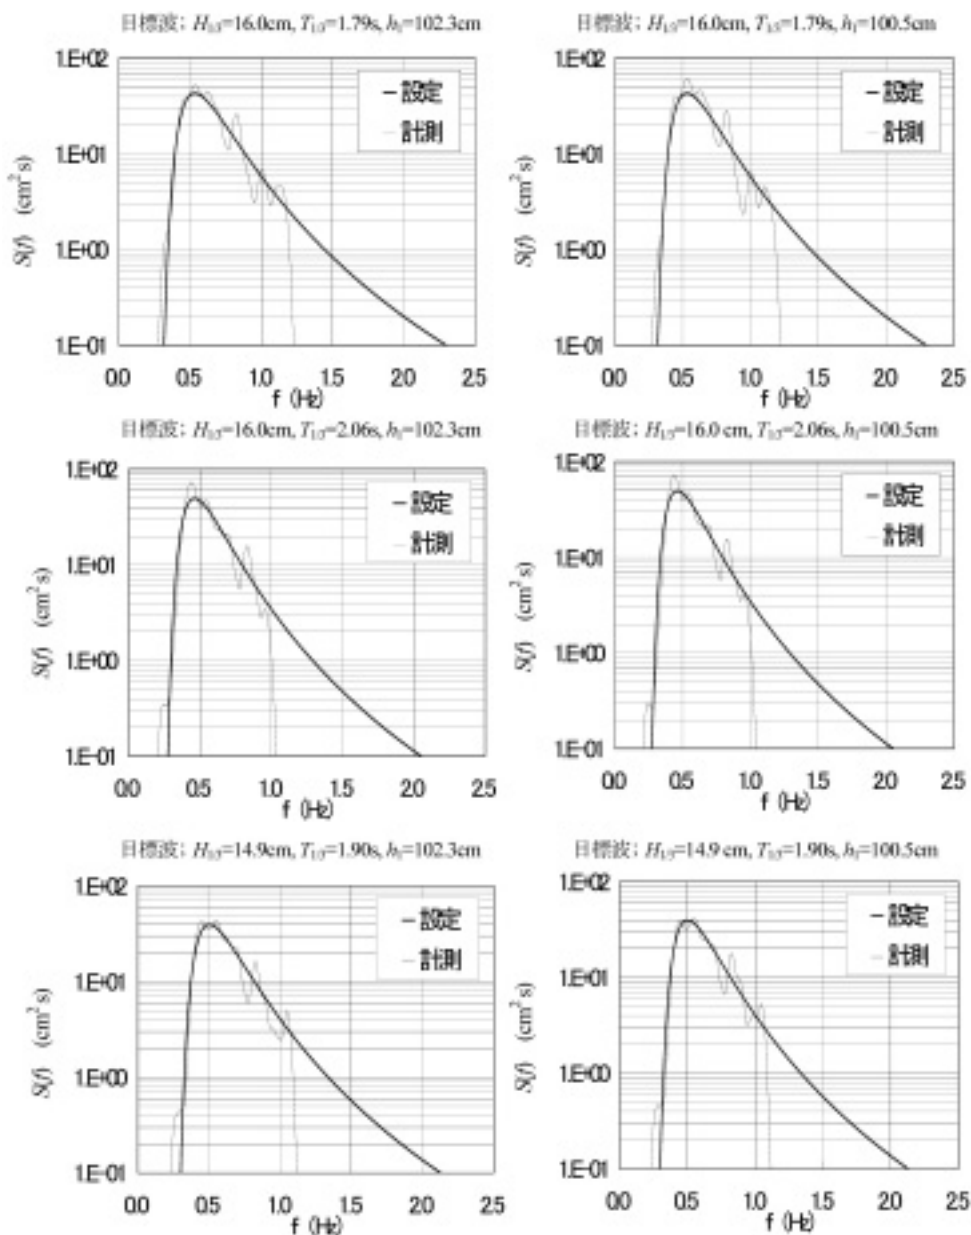 目標波; H1/3=16.0cm, T1/3=1.79s, h1=102.3cm
1.E+02
1.E+01
1.E+00
1.E-01
S(f) (cm² s)
設定
計測
0.0 0.5 1.0 1.5 2.0 2.5
f (Hz)
目標波; H1/3=16.0cm, T1/3=1.79s, h1=100.5cm
1.E+02
1.E+01
1.E+00
1.E-01
S(f) (cm² s)
設定
計測
0.0 0.5 1.0 1.5 2.0 2.5
f (Hz)
目標波; H1/3=16.0cm, T1/3=2.06s, h1=102.3cm
1.E+02
1.E+01
1.E+00
1.E-01
S(f) (cm² s)
設定
計測
0.0 0.5 1.0 1.5 2.0 2.5
f (Hz)
目標波; H1/3=16.0 cm, T1/3=2.06s, h1=100.5cm
1.E+02
1.E+01
1.E+00
1.E-01
S(f) (cm² s)
設定
計測
0.0 0.5 1.0 1.5 2.0 2.5
f (Hz)
目標波; H1/3=14.9cm, T1/3=1.90s, h1=102.3cm
1.E+02
1.E+01
1.E+00
1.E-01
S(f) (cm² s)
設定
計測
0.0 0.5 1.0 1.5 2.0 2.5
f (Hz)
目標波; H1/3=14.9 cm, T1/3=1.90s, h1=100.5cm
1.E+02
1.E+01
1.E+00
1.E-01
S(f) (cm² s)
設定
計測
0.0 0.5 1.0 1.5 2.0 2.5
f (Hz)